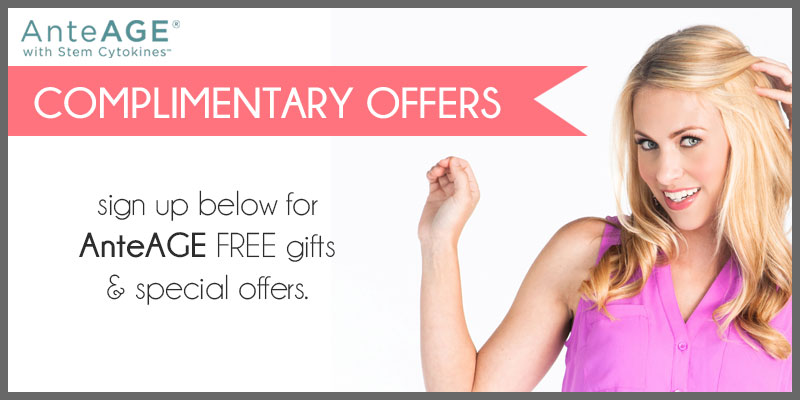 AnteAGE®
with Stem Cytokines™
COMPLIMENTARY OFFERS
sign up below for
AnteAGE FREE gifts
& special offers.